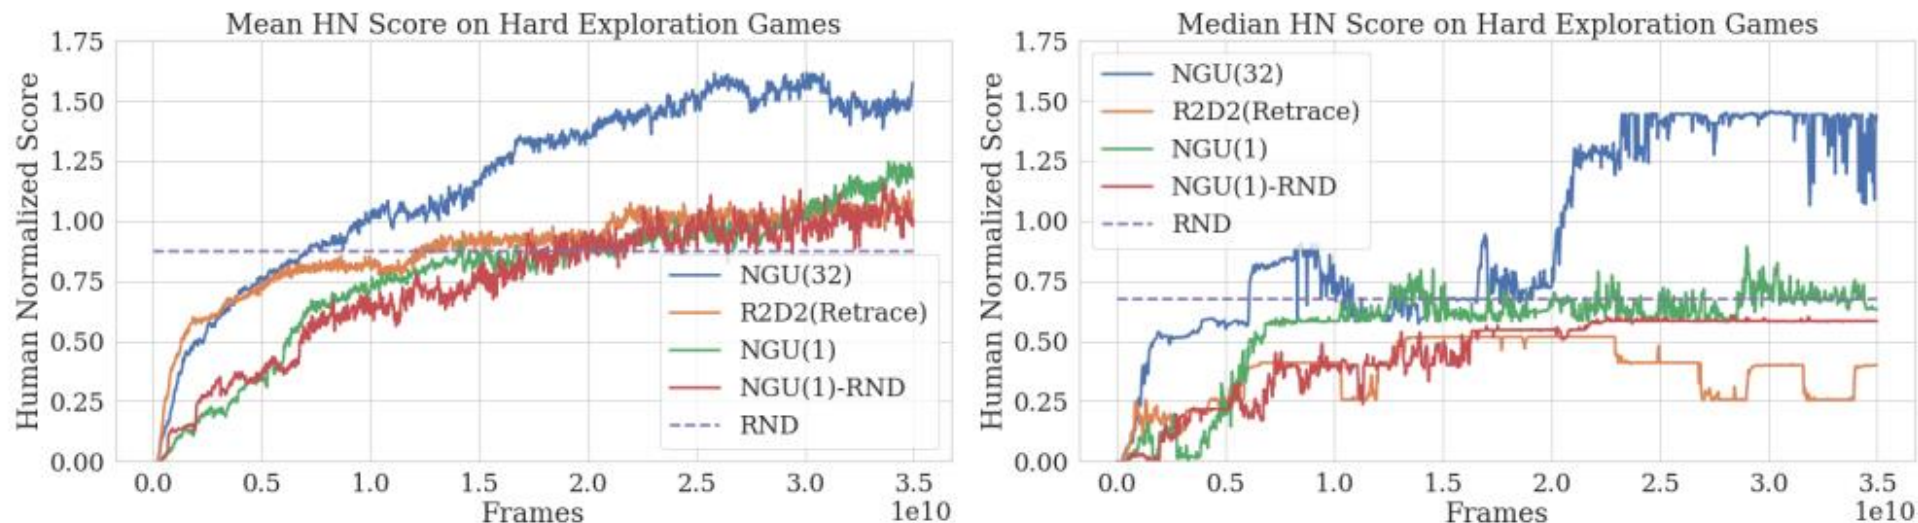 Mean HN Score on Hard Exploration Games
Human Normalized Score
1.75
1.50
1.25
1.00
0.75
0.50
0.25
0.00
NGU(32)
R2D2(Retrace)
NGU(1)
NGU(1)-RND
RND
0.0 0.5 1.0 1.5 2.0 2.5 3.0 3.5
1e10
Frames
Median HN Score on Hard Exploration Games
Human Normalized Score
1.75
1.50
1.25
1.00
0.75
0.50
0.25
0.00
NGU(32)
R2D2(Retrace)
NGU(1)
NGU(1)-RND
RND
0.0 0.5 1.0 1.5 2.0 2.5 3.0 3.5
1e10
Frames